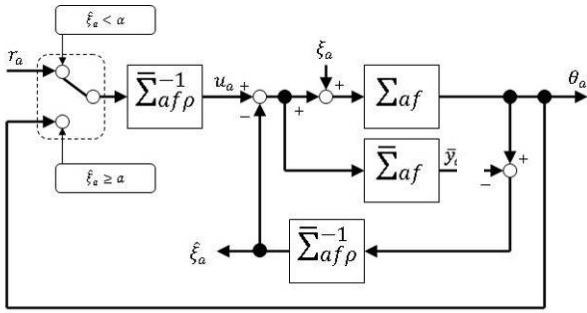 ξ̂ₐ < α
rₐ
Σ̄⁻¹afρ
uₐ
+
−
+
ξₐ
+
Σaf
θₐ
ξ̂ₐ ≥ α
Σ̄af
ȳ
+
−
ξ̂ₐ
Σ̄⁻¹afρ